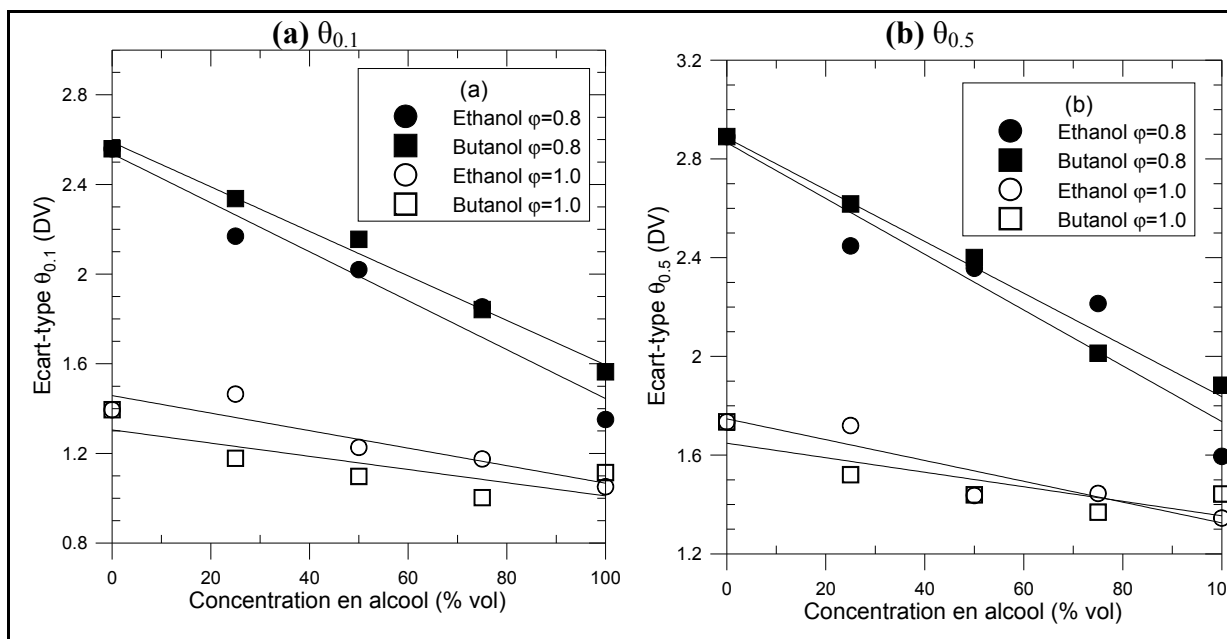 (a) θ0.1
(b) θ0.5
(a)
Ethanol φ=0.8
Butanol φ=0.8
Ethanol φ=1.0
Butanol φ=1.0
Ecart-type θ0.1 (DV)
2.8
2.4
2
1.6
1.2
0.8
0 20 40 60 80 100
Concentration en alcool (% vol)
(b)
Ethanol φ=0.8
Butanol φ=0.8
Ethanol φ=1.0
Butanol φ=1.0
Ecart-type θ0.5 (DV)
3.2
2.8
2.4
2
1.6
1.2
0 20 40 60 80 100
Concentration en alcool (% vol)